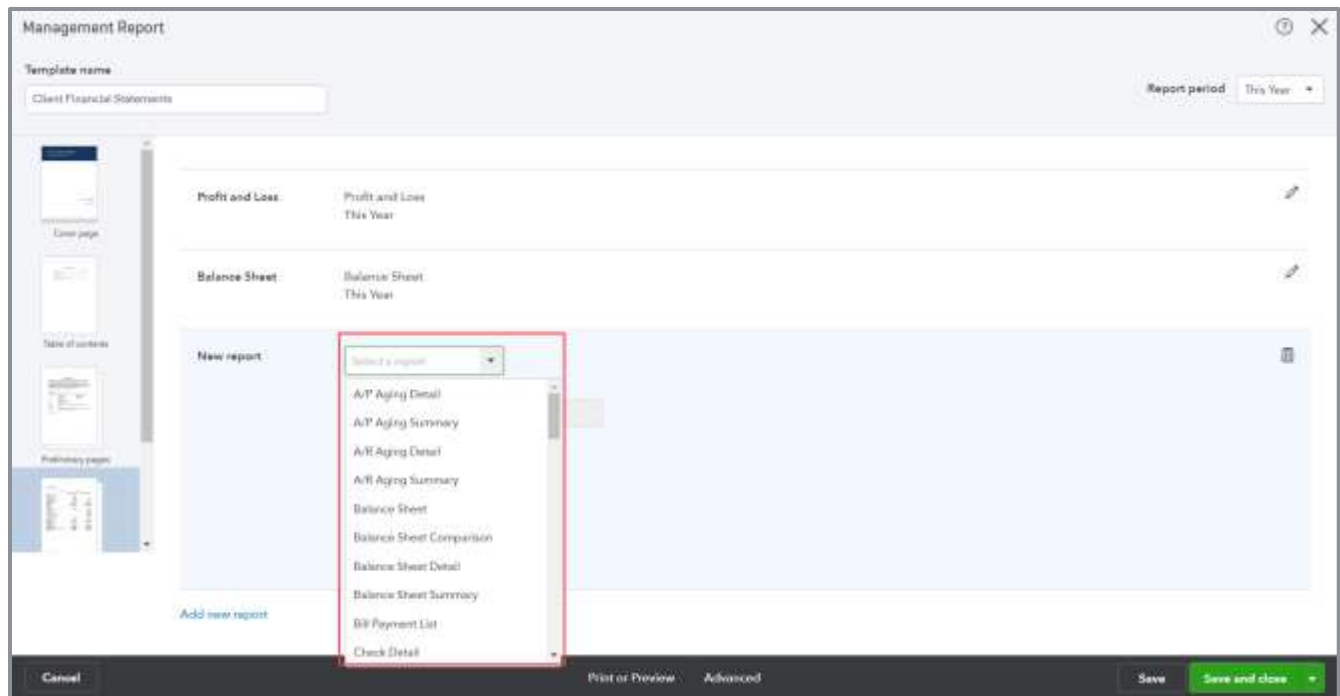 Management Report
Template name
Client Financial Statements
Report period
This Year
Cover page
Table of contents
Preliminary pages
Profit and Loss
Profit and Loss
This Year
Balance Sheet
Balance Sheet
This Year
New report
Select a report
A/P Aging Detail
A/P Aging Summary
A/R Aging Detail
A/R Aging Summary
Balance Sheet
Balance Sheet Comparison
Balance Sheet Detail
Balance Sheet Summary
Bill Payment List
Check Detail
Add new report
Cancel
Print or Preview
Advanced
Save
Save and close